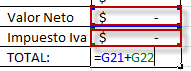 $
Valor Neto $ -
Impuesto Iva $ -
TOTAL: =G21+G22